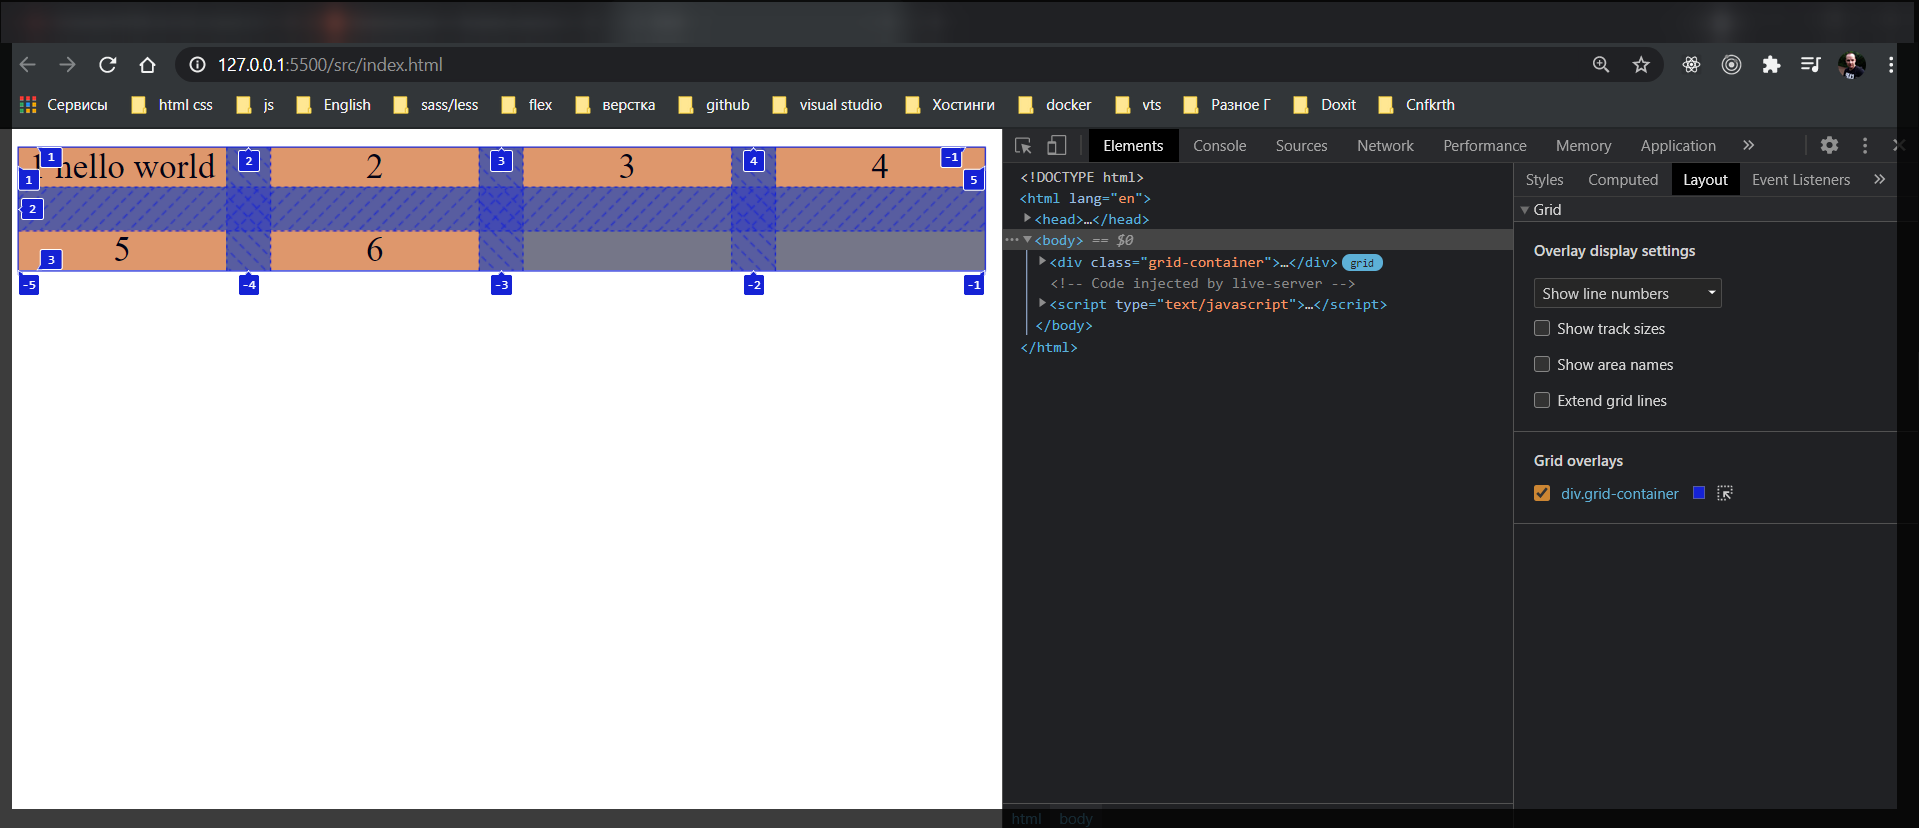 127.0.0.1:5500/src/index.html
Сервисы html css js English sass/less flex верстка github visual studio Хостинги docker vts Разное Г Doxit Cnfkrth
Elements Console Sources Network Performance Memory Application »
1 2 3 4 -1
1 hello world 2 3 4
1 5
2
5 6
3
-5 -4 -3 -2 -1
<!DOCTYPE html>
<html lang="en">
<head>…</head>
<body> == $0
<div class="grid-container">…</div> grid
<!-- Code injected by live-server -->
<script type="text/javascript">…</script>
</body>
</html>
html body
Styles Computed Layout Event Listeners »
Grid
Overlay display settings
Show line numbers
Show track sizes
Show area names
Extend grid lines
Grid overlays
div.grid-container